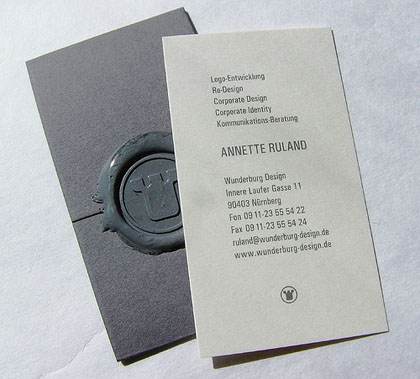 Logo-Entwicklung
Re-Design
Corporate Design
Corporate Identity
Kommunikations-Beratung
ANNETTE RULAND
Wunderburg Design
Innere Laufer Gasse 11
90403 Nürnberg
Fon 09 11-23 55 54 22
Fax 09 11-23 55 54 24
ruland@wunderburg-design.de
www.wunderburg-design.de